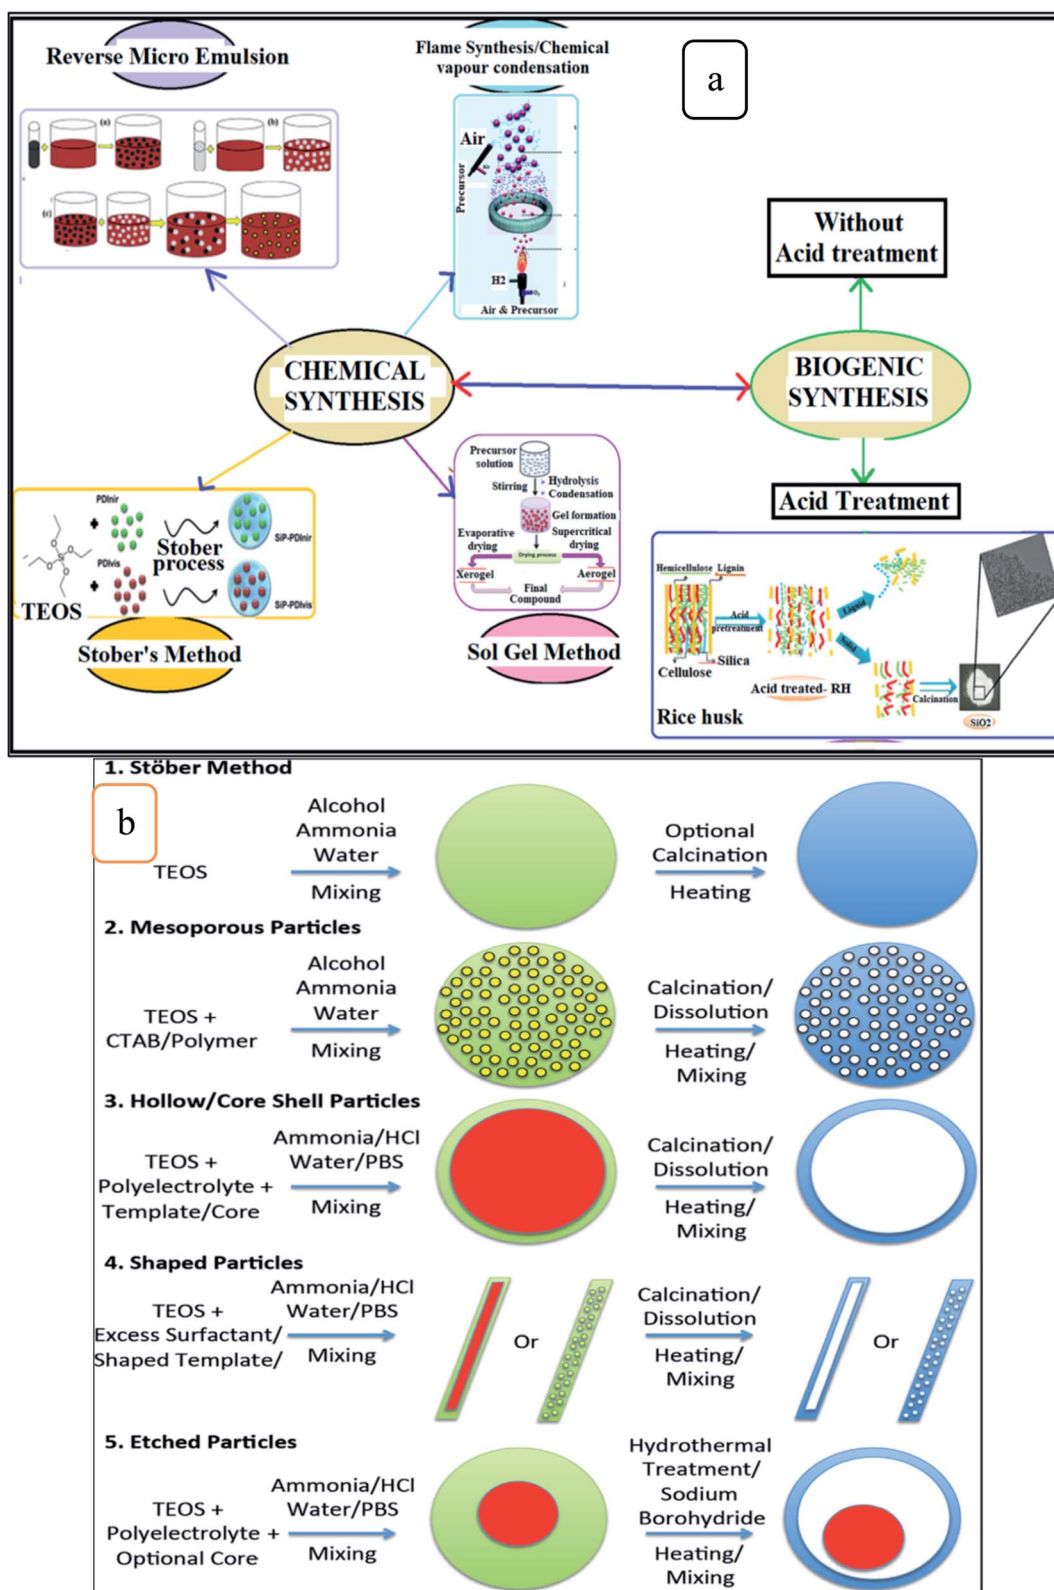 Reverse Micro Emulsion
Flame Synthesis/Chemical
vapour condensation
a
(a)
(b)
(c)
Air
Precursor
H2
O2
Air & Precursor
Without
Acid treatment
CHEMICAL
SYNTHESIS
BIOGENIC
SYNTHESIS
Acid Treatment
PDInir
SiP-PDInir
Stober
process
PDIvis
SiP-PDIvis
Si
TEOS
Stober's Method
Precursor
solution
Stirring
Hydrolysis
Condensation
Gel formation
Evaporative
drying
Supercritical
drying
Drying process
Xerogel
Aerogel
Final
Compound
Sol Gel Method
Hemicellulose
Lignin
Acid
pretreatment
Liquid
Solid
Silica
Cellulose
Acid treated- RH
Calcination
Rice husk
SiO2
1. Stöber Method
b
TEOS
Alcohol
Ammonia
Water
Mixing
Optional
Calcination
Heating
2. Mesoporous Particles
TEOS +
CTAB/Polymer
Alcohol
Ammonia
Water
Mixing
Calcination/
Dissolution
Heating/
Mixing
3. Hollow/Core Shell Particles
TEOS +
Polyelectrolyte +
Template/Core
Ammonia/HCl
Water/PBS
Mixing
Calcination/
Dissolution
Heating/
Mixing
4. Shaped Particles
TEOS +
Excess Surfactant/
Shaped Template/
Ammonia/HCl
Water/PBS
Mixing
Or
Calcination/
Dissolution
Heating/
Mixing
Or
5. Etched Particles
TEOS +
Polyelectrolyte +
Optional Core
Ammonia/HCl
Water/PBS
Mixing
Hydrothermal
Treatment/
Sodium
Borohydride
Heating/
Mixing